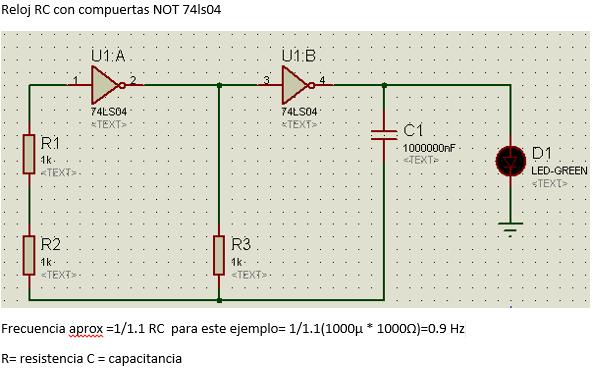 Reloj RC con compuertas NOT 74ls04
U1:A
U1:B
1
2
3
4
74LS04
<TEXT>
74LS04
<TEXT>
R1
1k
<TEXT>
C1
1000000nF
<TEXT>
D1
LED-GREEN
<TEXT>
R2
1k
<TEXT>
R3
1k
<TEXT>
Frecuencia aprox =1/1.1 RC para este ejemplo= 1/1.1(1000µ * 1000Ω)=0.9 Hz
R= resistencia C = capacitancia